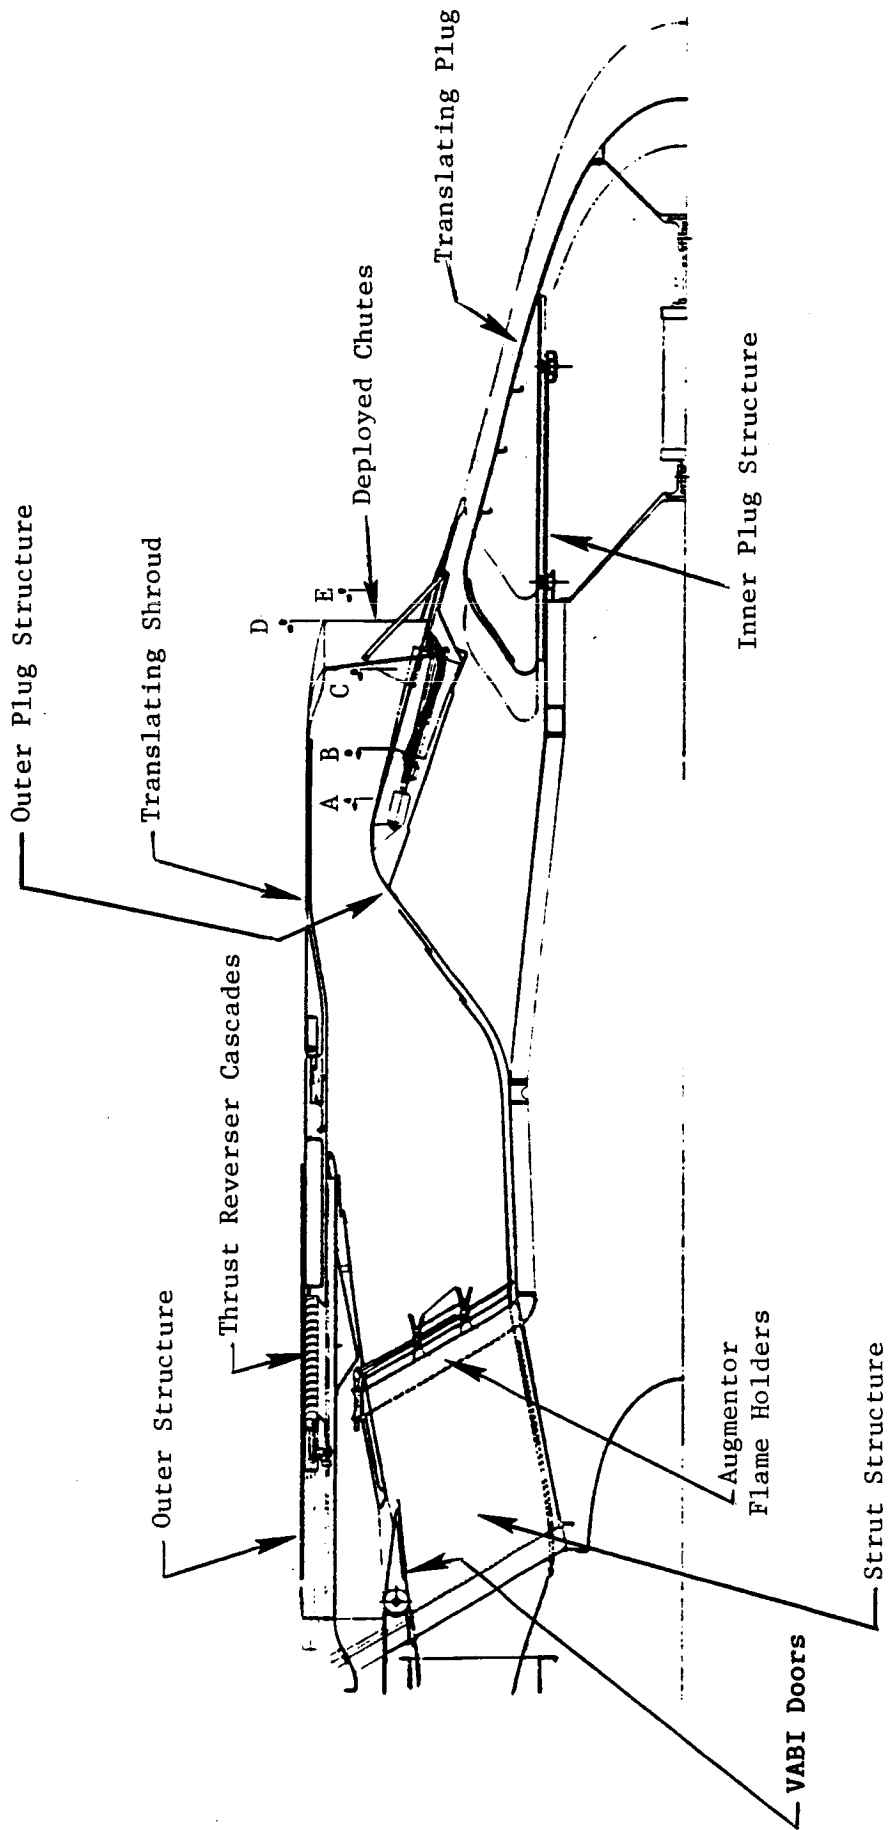 Outer Plug Structure
Translating Shroud
Thrust Reverser Cascades
Outer Structure
D
E
Deployed Chutes
C
B
A
Translating Plug
Inner Plug Structure
Augmentor
Flame Holders
Strut Structure
VABI Doors